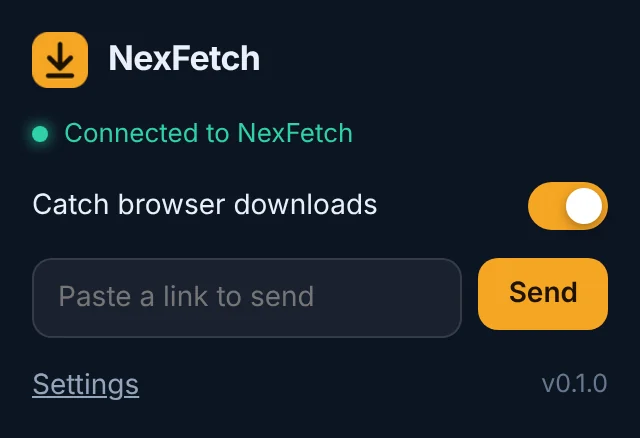 NexFetch
Connected to NexFetch
Catch browser downloads
Paste a link to send
Send
Settings
v0.1.0